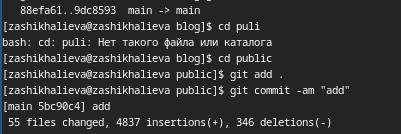 88efa61..9dc8593  main -> main
[zashikhalieva@zashikhalieva blog]$ cd puli
bash: cd: puli: Нет такого файла или каталога
[zashikhalieva@zashikhalieva blog]$ cd public
[zashikhalieva@zashikhalieva public]$ git add .
[zashikhalieva@zashikhalieva public]$ git commit -am "add"
[main 5bc90c4] add
55 files changed, 4837 insertions(+), 346 deletions(-)